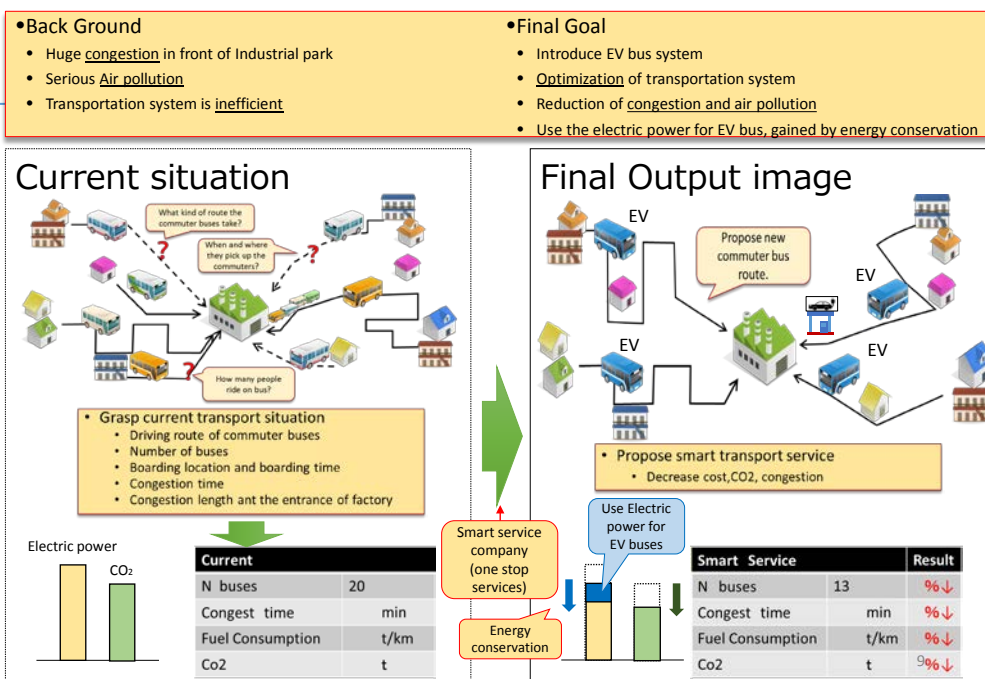 •Back Ground
• Huge congestion in front of Industrial park
• Serious Air pollution
• Transportation system is inefficient
•Final Goal
• Introduce EV bus system
• Optimization of transportation system
• Reduction of congestion and air pollution
• Use the electric power for EV bus, gained by energy conservation
Current situation
What kind of route the
commuter buses take?
?
When and where
they pick up the
commuters?
?
?
How many people
ride on bus?
• Grasp current transport situation
• Driving route of commuter buses
• Number of buses
• Boarding location and boarding time
• Congestion time
• Congestion length ant the entrance of factory
Electric power
CO2
Current
N buses 20
Congest time min
Fuel Consumption t/km
Co2 t
Smart service
company
(one stop
services)
Energy
conservation
Final Output image
EV
Propose new
commuter bus
route.
EV
EV
EV
• Propose smart transport service
• Decrease cost,CO2, congestion
Use Electric
power for
EV buses
Smart Service Result
N buses 13 %↓
Congest time min %↓
Fuel Consumption t/km %↓
Co2 t %↓
9